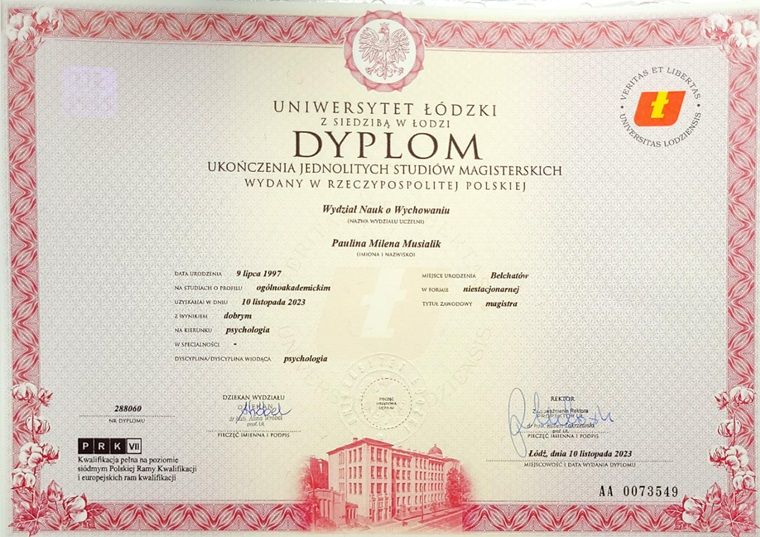 VERITAS ET LIBERTAS
UNIVERSITAS LODZIENSIS
UNIWERSYTET ŁÓDZKI
Z SIEDZIBĄ W ŁODZI
DYPLOM
UKOŃCZENIA JEDNOLITYCH STUDIÓW MAGISTERSKICH
WYDANY W RZECZYPOSPOLITEJ POLSKIEJ
Wydział Nauk o Wychowaniu
(NAZWA WYDZIAŁU UCZELNI)
Paulina Milena Musialik
(IMIONA I NAZWISKO)
DATA URODZENIA 9 lipca 1997 MIEJSCE URODZENIA Bełchatów
NA STUDIACH O PROFILU ogólnoakademickim W FORMIE niestacjonarnej
UZYSKAŁ(A) W DNIU 10 listopada 2023 TYTUŁ ZAWODOWY magistra
Z WYNIKIEM dobrym
NA KIERUNKU psychologia
W SPECJALNOŚCI -
DYSCYPLINA/DYSCYPLINA WIODĄCA psychologia
288060
NR DYPLOMU
DZIEKAN WYDZIAŁU
PIECZĘĆ IMIENNA I PODPIS
PIECZĘĆ
URZĘDOWA
UCZELNI
REKTOR
PIECZĘĆ IMIENNA I PODPIS
PRK VII
Kwalifikacja pełna na poziomie
siódmym Polskiej Ramy Kwalifikacji
i europejskich ram kwalifikacji
Łódź, dnia 10 listopada 2023
MIEJSCOWOŚĆ I DATA WYDANIA DYPLOMU
AA 0073549